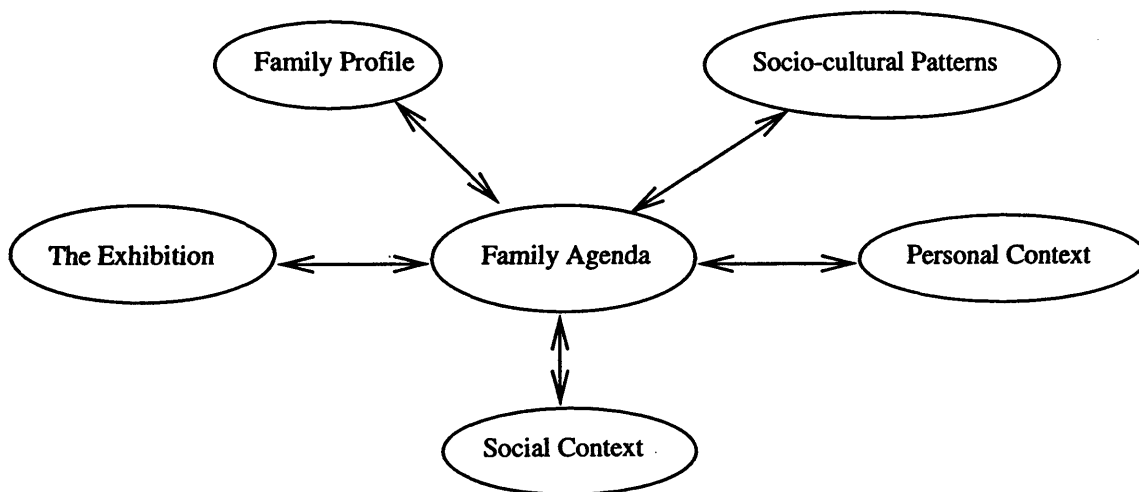 Family Profile
Socio-cultural Patterns
The Exhibition
Family Agenda
Personal Context
Social Context